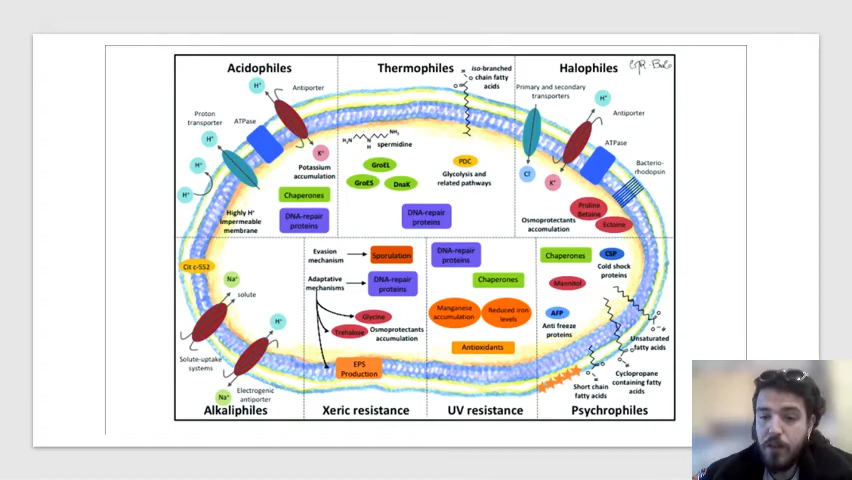 Acidophiles
Thermophiles
Halophiles
iso-branched
chain fatty
acids
H⁺
Antiporter
Proton
transporter
ATPase
H⁺
H⁺
H⁺
K⁺
Potassium
accumulation
Chaperones
DNA-repair
proteins
Highly H⁺
impermeable
membrane
H₂N
NH₂
N
H
spermidine
GroEL
GroES
DnaK
PDC
Glycolysis and
related pathways
DNA-repair
proteins
Primary and secondary
transporters
H⁺
Antiporter
ATPase
Bacterio-
rhodopsin
Cl⁻
K⁺
Osmoprotectants
accumulation
Proline
Betaine
Ectoine
Cit c-552
Na⁺
solute
H⁺
Solute-uptake
systems
Na⁺
Electrogenic
antiporter
Alkaliphiles
Evasion
mechanism
Sporulation
Adaptative
mechanisms
DNA-repair
proteins
Glycine
Trehalose
Osmoprotectants
accumulation
EPS
Production
Xeric resistance
DNA-repair
proteins
Chaperones
Manganese
accumulation
Reduced iron
levels
Antioxidants
UV resistance
Chaperones
CSP
Cold shock
proteins
Mannitol
AFP
Anti freeze
proteins
Unsaturated
fatty acids
Cyclopropane
containing fatty
acids
Short chain
fatty acids
Psychrophiles